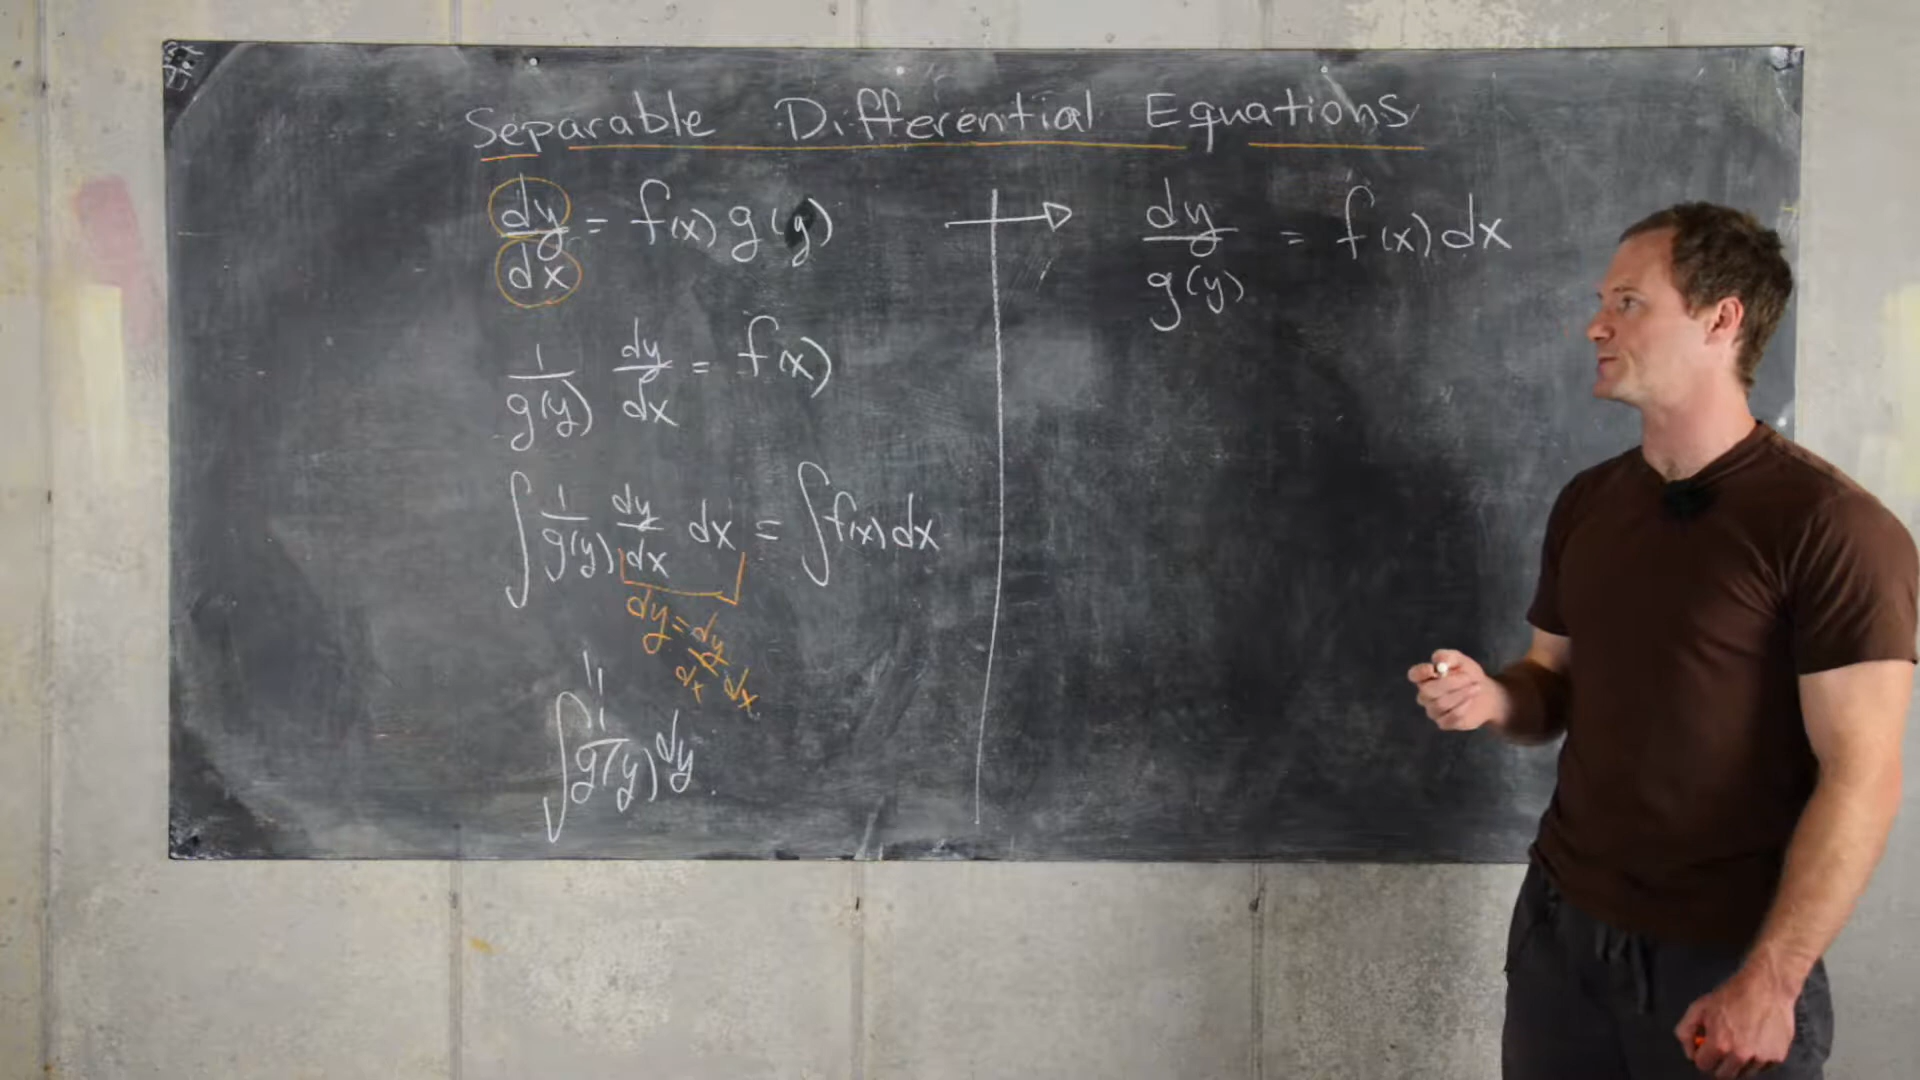 Separable Differential Equations
dy/dx = f(x) g(y)
1/g(y) dy/dx = f(x)
∫ 1/g(y) dy/dx dx = ∫ f(x) dx
dy = dy/dx dx
∫ 1/g(y) dy
dy/g(y) = f(x) dx